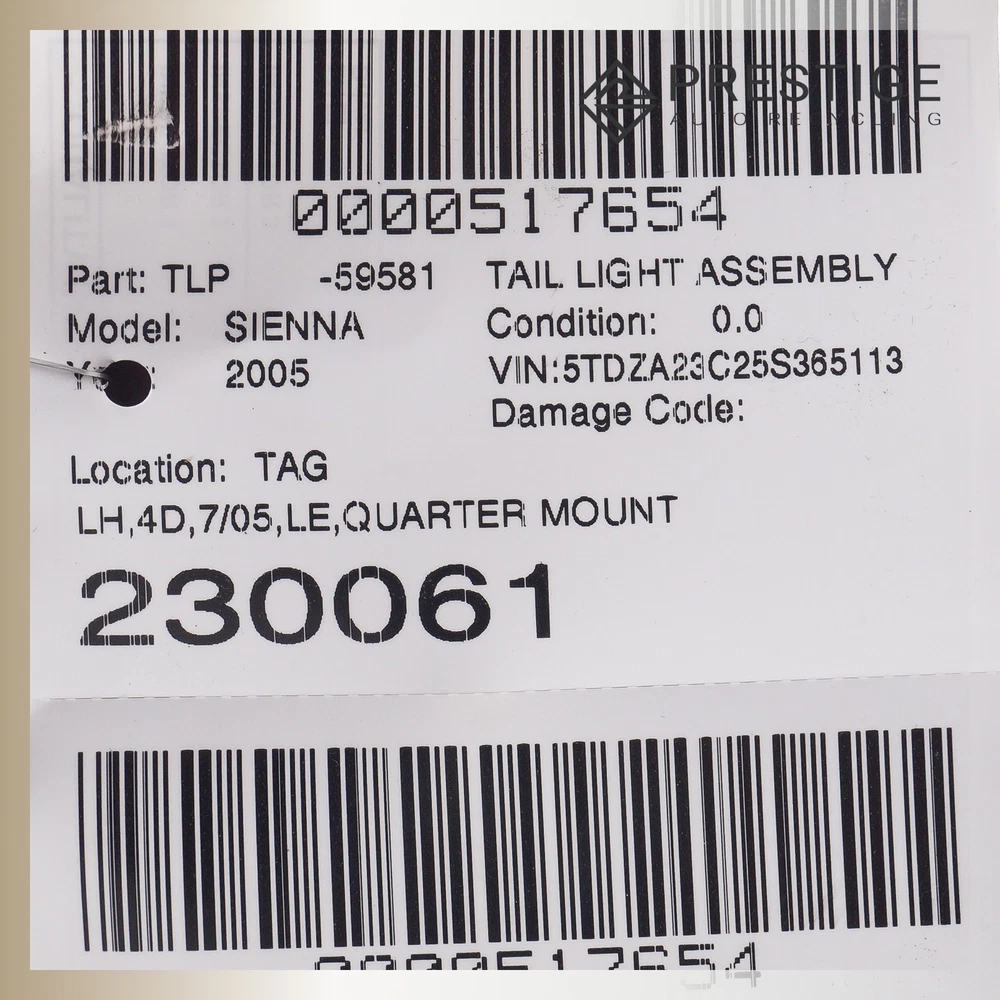 PRESTIGE
AUTO RECYCLING
0000517654
Part: TLP -59581 TAIL LIGHT ASSEMBLY
Model: SIENNA Condition: 0.0
2005 VIN:5TDZA23C25S365113
Damage Code:
Location: TAG
LH,4D,7/05,LE,QUARTER MOUNT
230061
0000517654